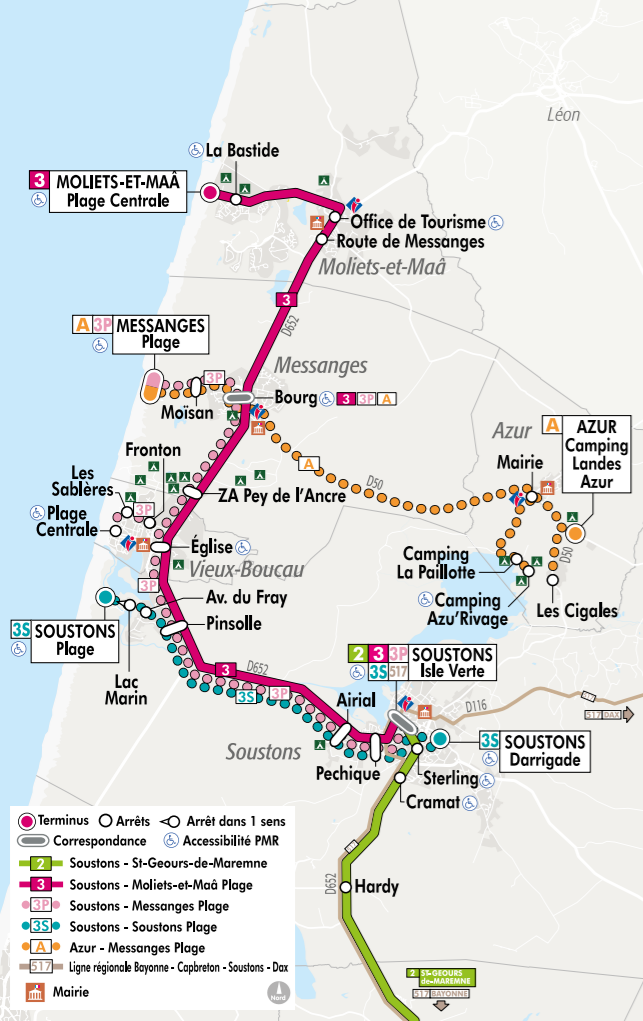 Léon
La Bastide
3 MOLIETS-ET-MAÂ
Plage Centrale
Office de Tourisme
Route de Messanges
Moliets-et-Maâ
3
D652
A 3P MESSANGES
Plage
Messanges
3P
Moïsan
Bourg 3 3P A
Azur
A AZUR
Camping
Landes
Azur
Mairie
Fronton
A
D50
Les
Sablères
3P
ZA Pey de l'Ancre
Plage
Centrale
Église
Vieux-Boucau
Camping
La Paillotte
D50
3P
Camping
Azu'Rivage
Les Cigales
Av. du Fray
3S SOUSTONS
Plage
Pinsolle
Lac
Marin
2 3 3P SOUSTONS
3S 517 Isle Verte
3
D652
3S
3P
Airial
D116
517 DAX
Soustons
3S SOUSTONS
Darrigade
Pechique
Sterling
Cramat
Hardy
D652
Terminus Arrêts Arrêt dans 1 sens
Correspondance Accessibilité PMR
2 Soustons - St-Geours-de-Maremne
3 Soustons - Moliets-et-Maâ Plage
3P Soustons - Messanges Plage
3S Soustons - Soustons Plage
A Azur - Messanges Plage
517 Ligne régionale Bayonne - Capbreton - Soustons - Dax
Mairie
Nord
2 ST-GEOURS
de-MAREMNE
517 BAYONNE